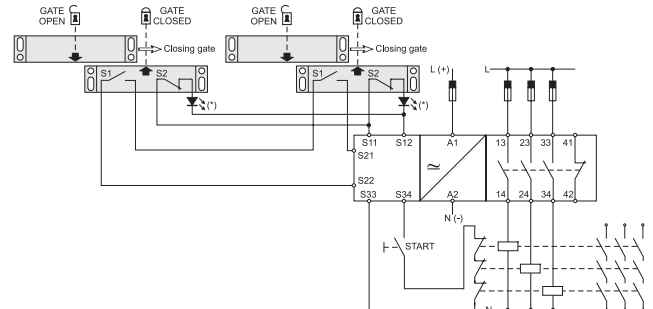 GATE OPEN
GATE CLOSED
GATE OPEN
GATE CLOSED
Closing gate
Closing gate
S1 S2
S1 S2
L (+)
L
(*)
(*)
S11 S12 A1 13 23 33 41
S21
≃
S22
S33 S34 A2 14 24 34 42
N (-)
START
N